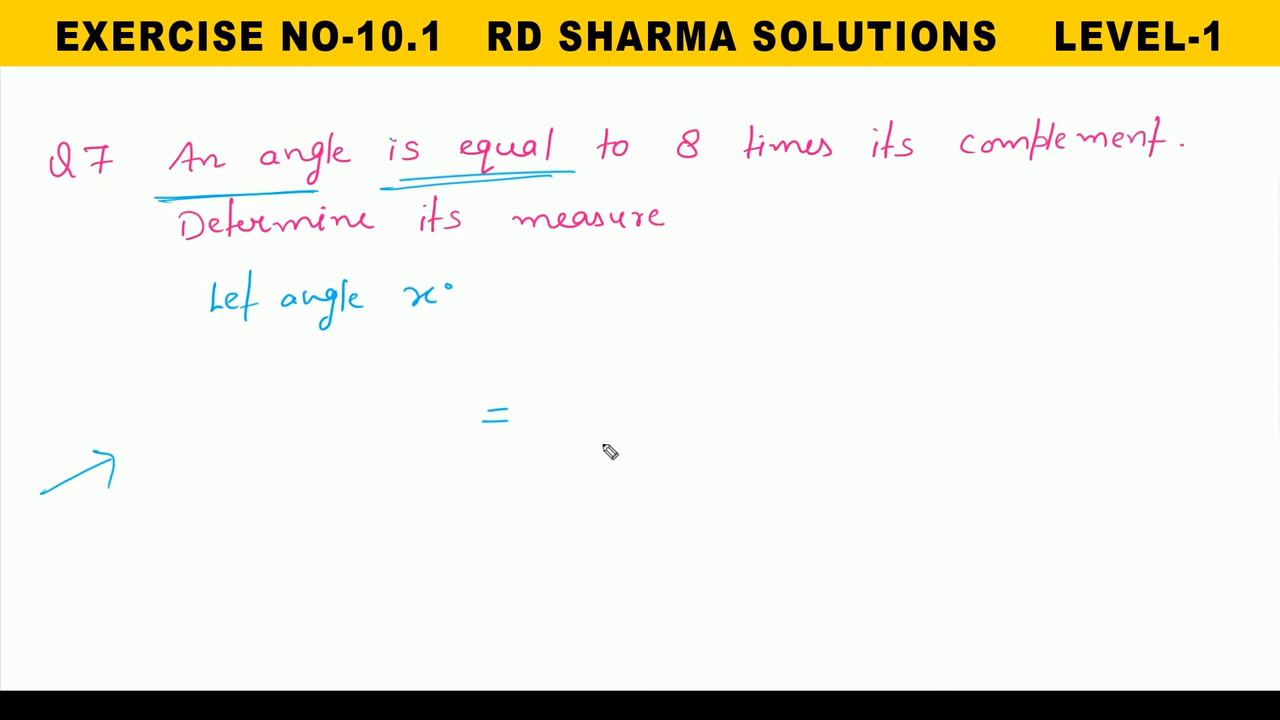 EXERCISE NO-10.1 RD SHARMA SOLUTIONS LEVEL-1
Q7 An angle is equal to 8 times its complement.
Determine its measure
Let angle x°
=